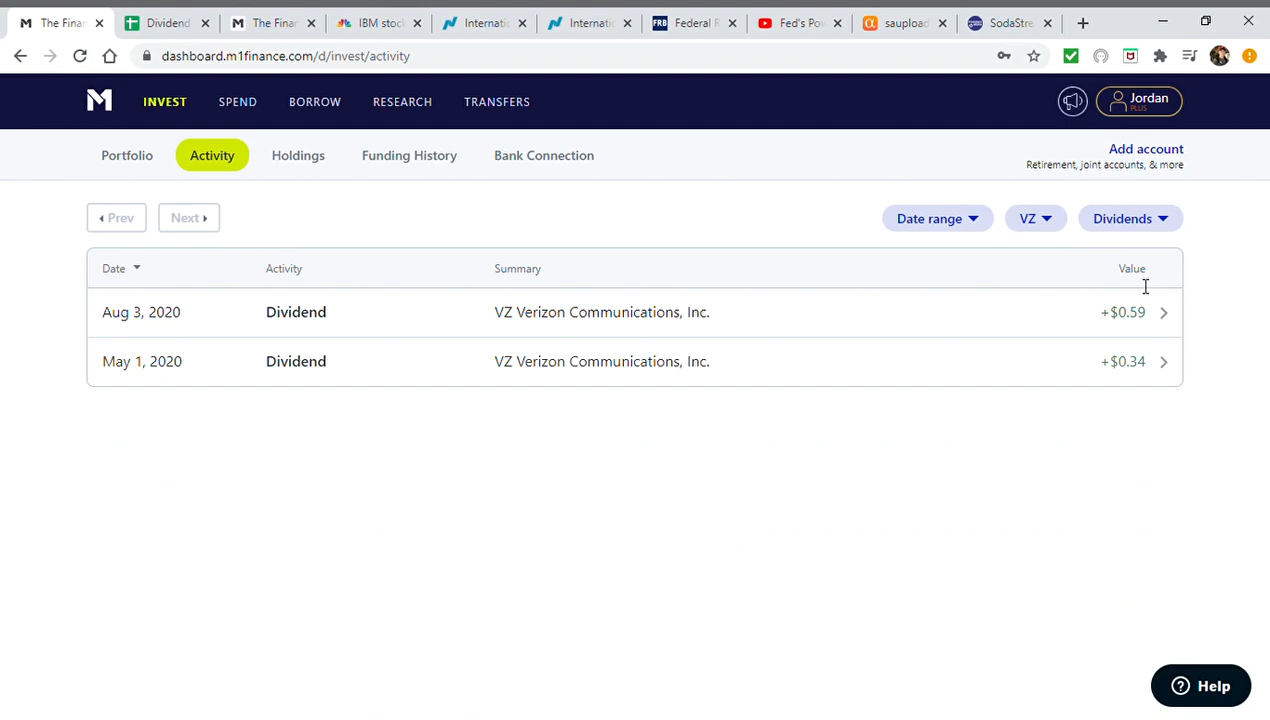 The Finar
Dividend
The Finan
IBM stock
Internatio
Internatio
FRB
Federal R
Fed's Pow
saupload
SodaStre
dashboard.m1finance.com/d/invest/activity
M INVEST SPEND BORROW RESEARCH TRANSFERS
Jordan
PLUS
Portfolio Activity Holdings Funding History Bank Connection
Add account
Retirement, joint accounts, & more
Prev Next Date range VZ Dividends
Date Activity Summary Value
Aug 3, 2020 Dividend VZ Verizon Communications, Inc. +$0.59
May 1, 2020 Dividend VZ Verizon Communications, Inc. +$0.34
Help